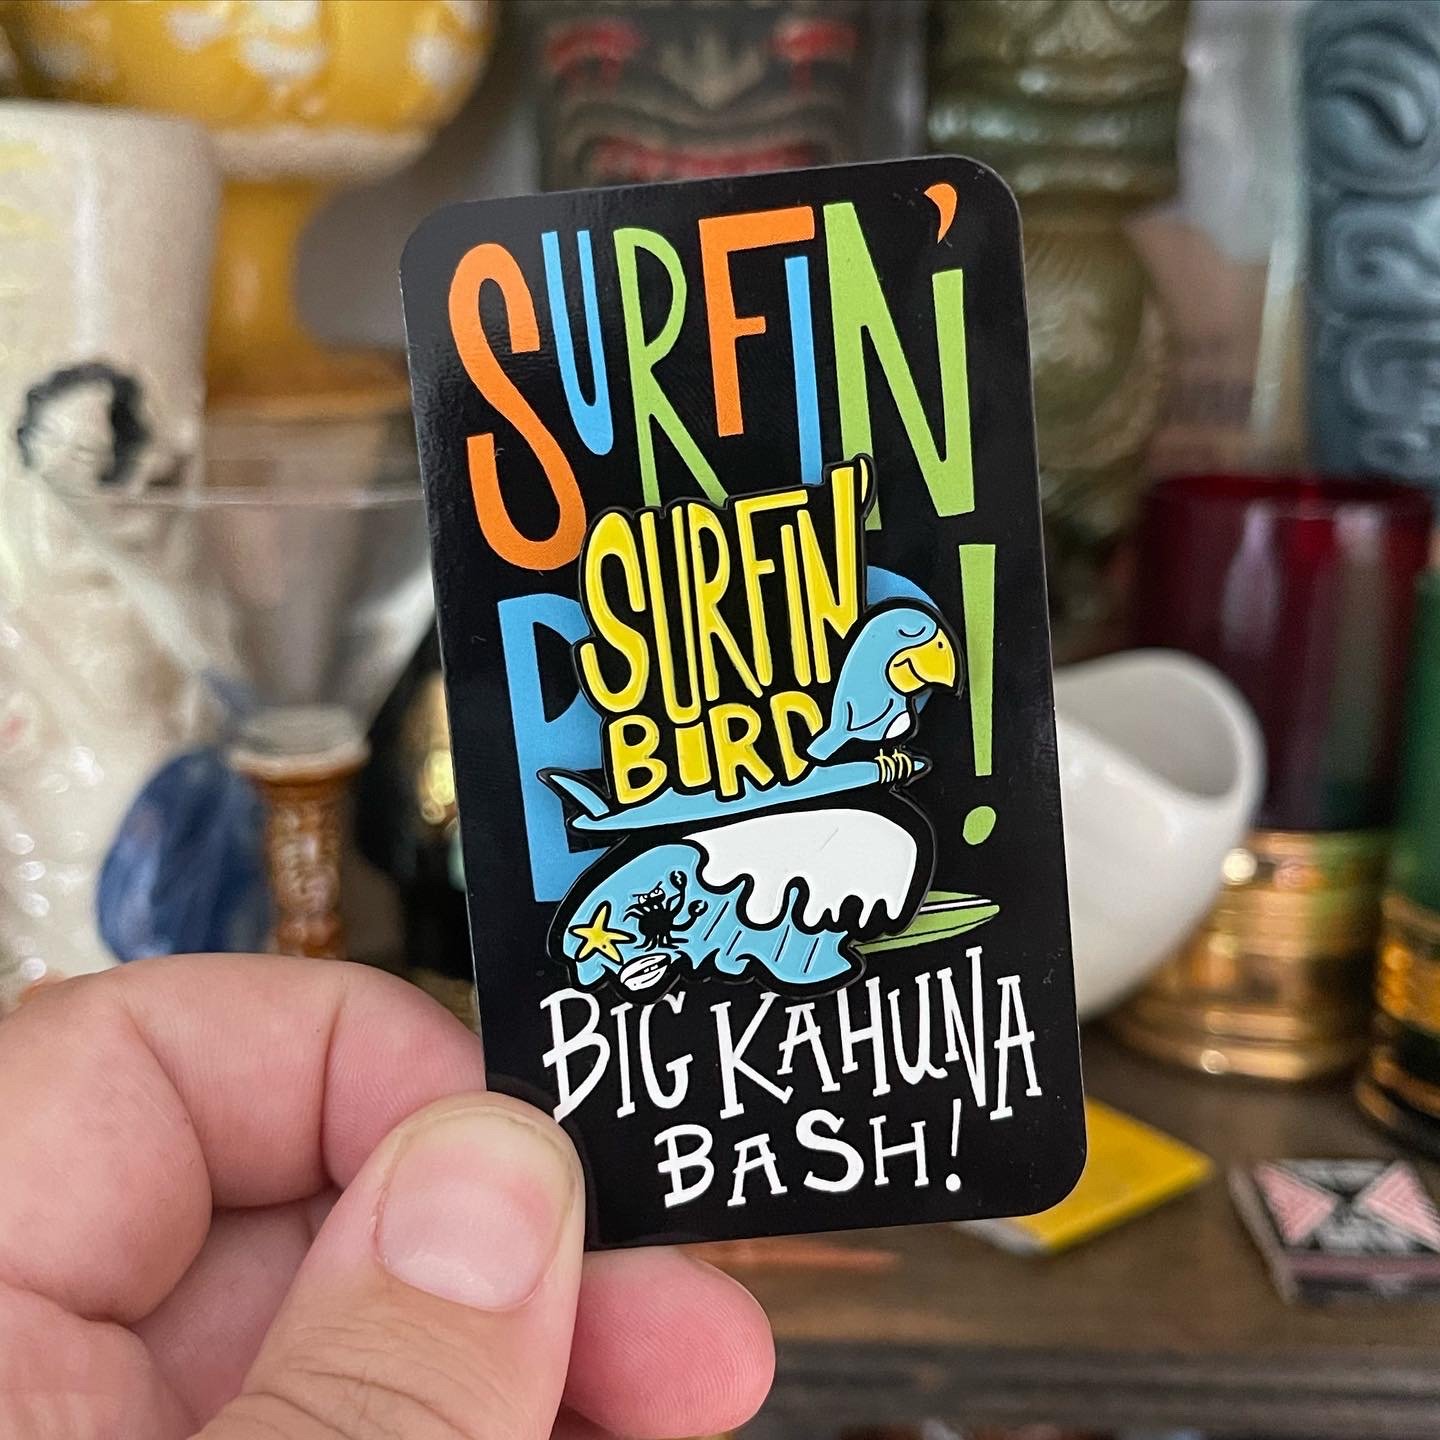 SURFIN'
B !
SURFIN'
BIRD
BIG KAHUNA
BASH!